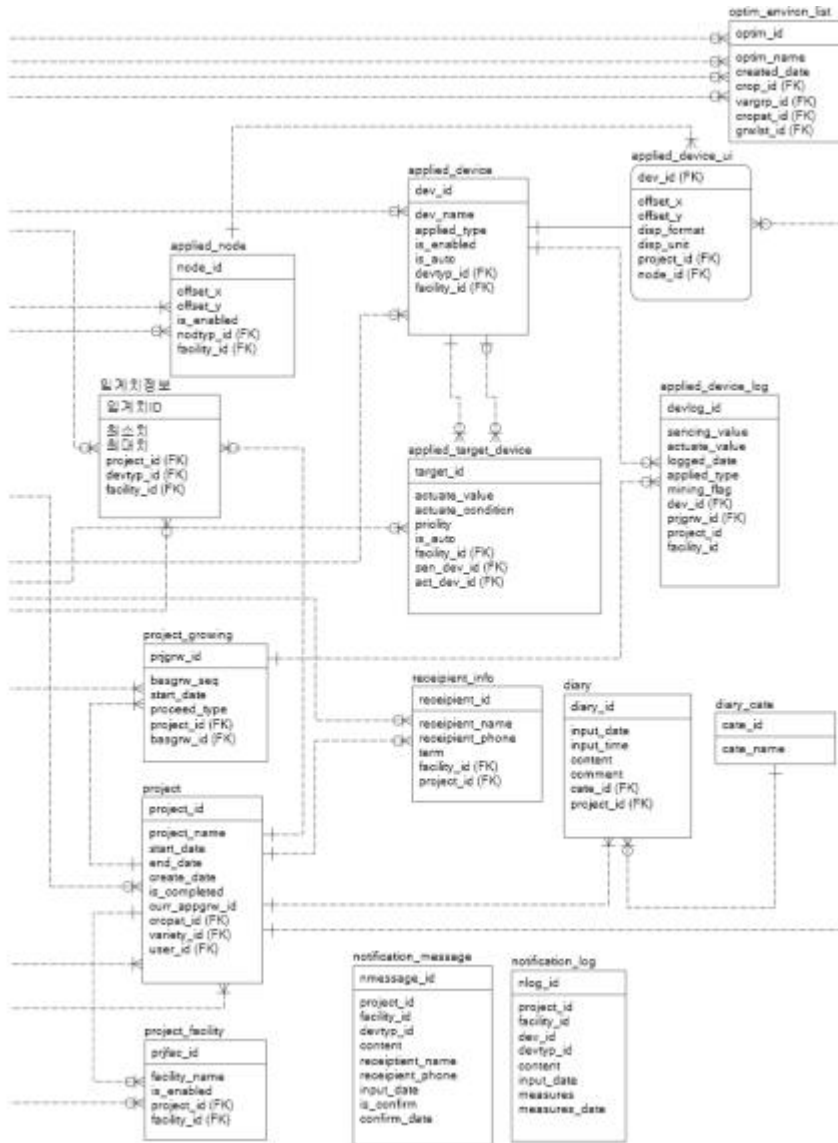 optim_environ_list
optim_id
optim_name
created_date
crop_id (FK)
vargrp_id (FK)
cropat_id (FK)
grwlst_id (FK)
applied_device
dev_id
dev_name
applied_type
is_enabled
is_auto
devtyp_id (FK)
facility_id (FK)
applied_device_ui
dev_id (FK)
offset_x
offset_y
disp_format
disp_unit
project_id (FK)
node_id (FK)
applied_node
node_id
offset_x
offset_y
is_enabled
nodtyp_id (FK)
facility_id (FK)
임계치정보
임계치ID
최소치
최대치
project_id (FK)
devtyp_id (FK)
facility_id (FK)
applied_target_device
target_id
actuate_value
actuate_condition
priolity
is_auto
facility_id (FK)
sen_dev_id (FK)
act_dev_id (FK)
applied_device_log
devlog_id
sencing_value
actuate_value
logged_date
applied_type
mining_flag
dev_id (FK)
prjgrw_id (FK)
project_id
facility_id
project_growing
prjgrw_id
basgrw_seq
start_date
proceed_type
project_id (FK)
basgrw_id (FK)
receipient_info
receipient_id
receipient_name
receipient_phone
term
facility_id (FK)
project_id (FK)
diary
diary_id
input_date
input_time
content
comment
cate_id (FK)
project_id (FK)
diary_cate
cate_id
cate_name
project
project_id
project_name
start_date
end_date
create_date
is_completed
curr_appgrw_id
cropat_id (FK)
variety_id (FK)
user_id (FK)
notification_message
nmessage_id
project_id
facility_id
devtyp_id
content
receiptient_name
receipient_phone
input_date
is_confirm
confirm_date
notification_log
nlog_id
project_id
facility_id
dev_id
devtyp_id
content
input_date
measures
measures_date
project_facility
prjfac_id
facility_name
is_enabled
project_id (FK)
facility_id (FK)